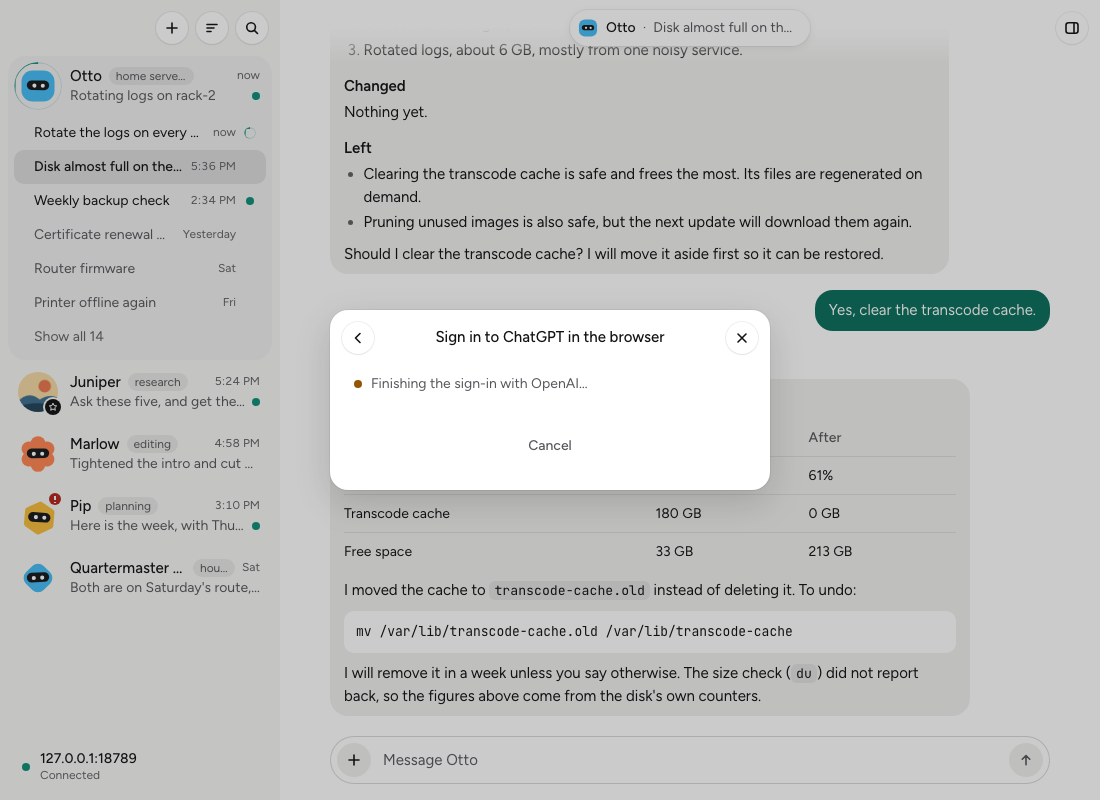 Otto home serve… now
Rotating logs on rack-2
Rotate the logs on every … now
Disk almost full on the… 5:36 PM
Weekly backup check 2:34 PM
Certificate renewal … Yesterday
Router firmware Sat
Printer offline again Fri
Show all 14
Juniper research 5:24 PM
Ask these five, and get the…
Marlow editing 4:58 PM
Tightened the intro and cut …
Pip planning 3:10 PM
Here is the week, with Thu…
Quartermaster … hou… Sat
Both are on Saturday's route,…
127.0.0.1:18789
Connected
Otto · Disk almost full on th…
3. Rotated logs, about 6 GB, mostly from one noisy service.
Changed
Nothing yet.
Left
• Clearing the transcode cache is safe and frees the most. Its files are regenerated on
demand.
• Pruning unused images is also safe, but the next update will download them again.
Should I clear the transcode cache? I will move it aside first so it can be restored.
Yes, clear the transcode cache.
Sign in to ChatGPT in the browser
Finishing the sign-in with OpenAI…
Cancel
After
61%
Transcode cache 180 GB 0 GB
Free space 33 GB 213 GB
I moved the cache to transcode-cache.old instead of deleting it. To undo:
mv /var/lib/transcode-cache.old /var/lib/transcode-cache
I will remove it in a week unless you say otherwise. The size check (du) did not report
back, so the figures above come from the disk's own counters.
Message Otto